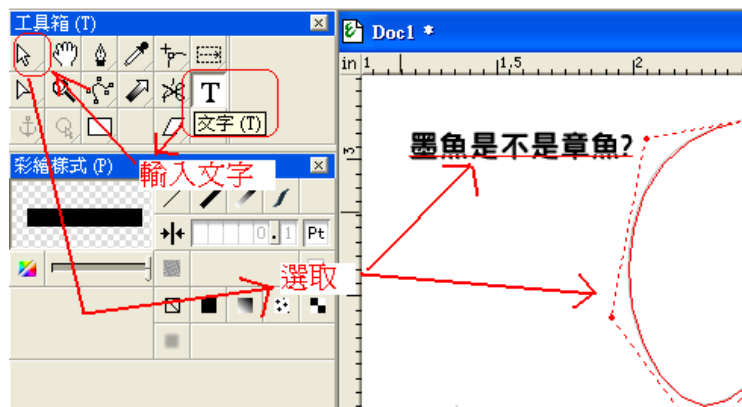 工具箱 (T)
Doc1 *
in 1 1.5 2
T
文字 (T)
墨魚是不是章魚?
3
彩繪樣式 (P)
輸入文字
0.1 Pt
選取